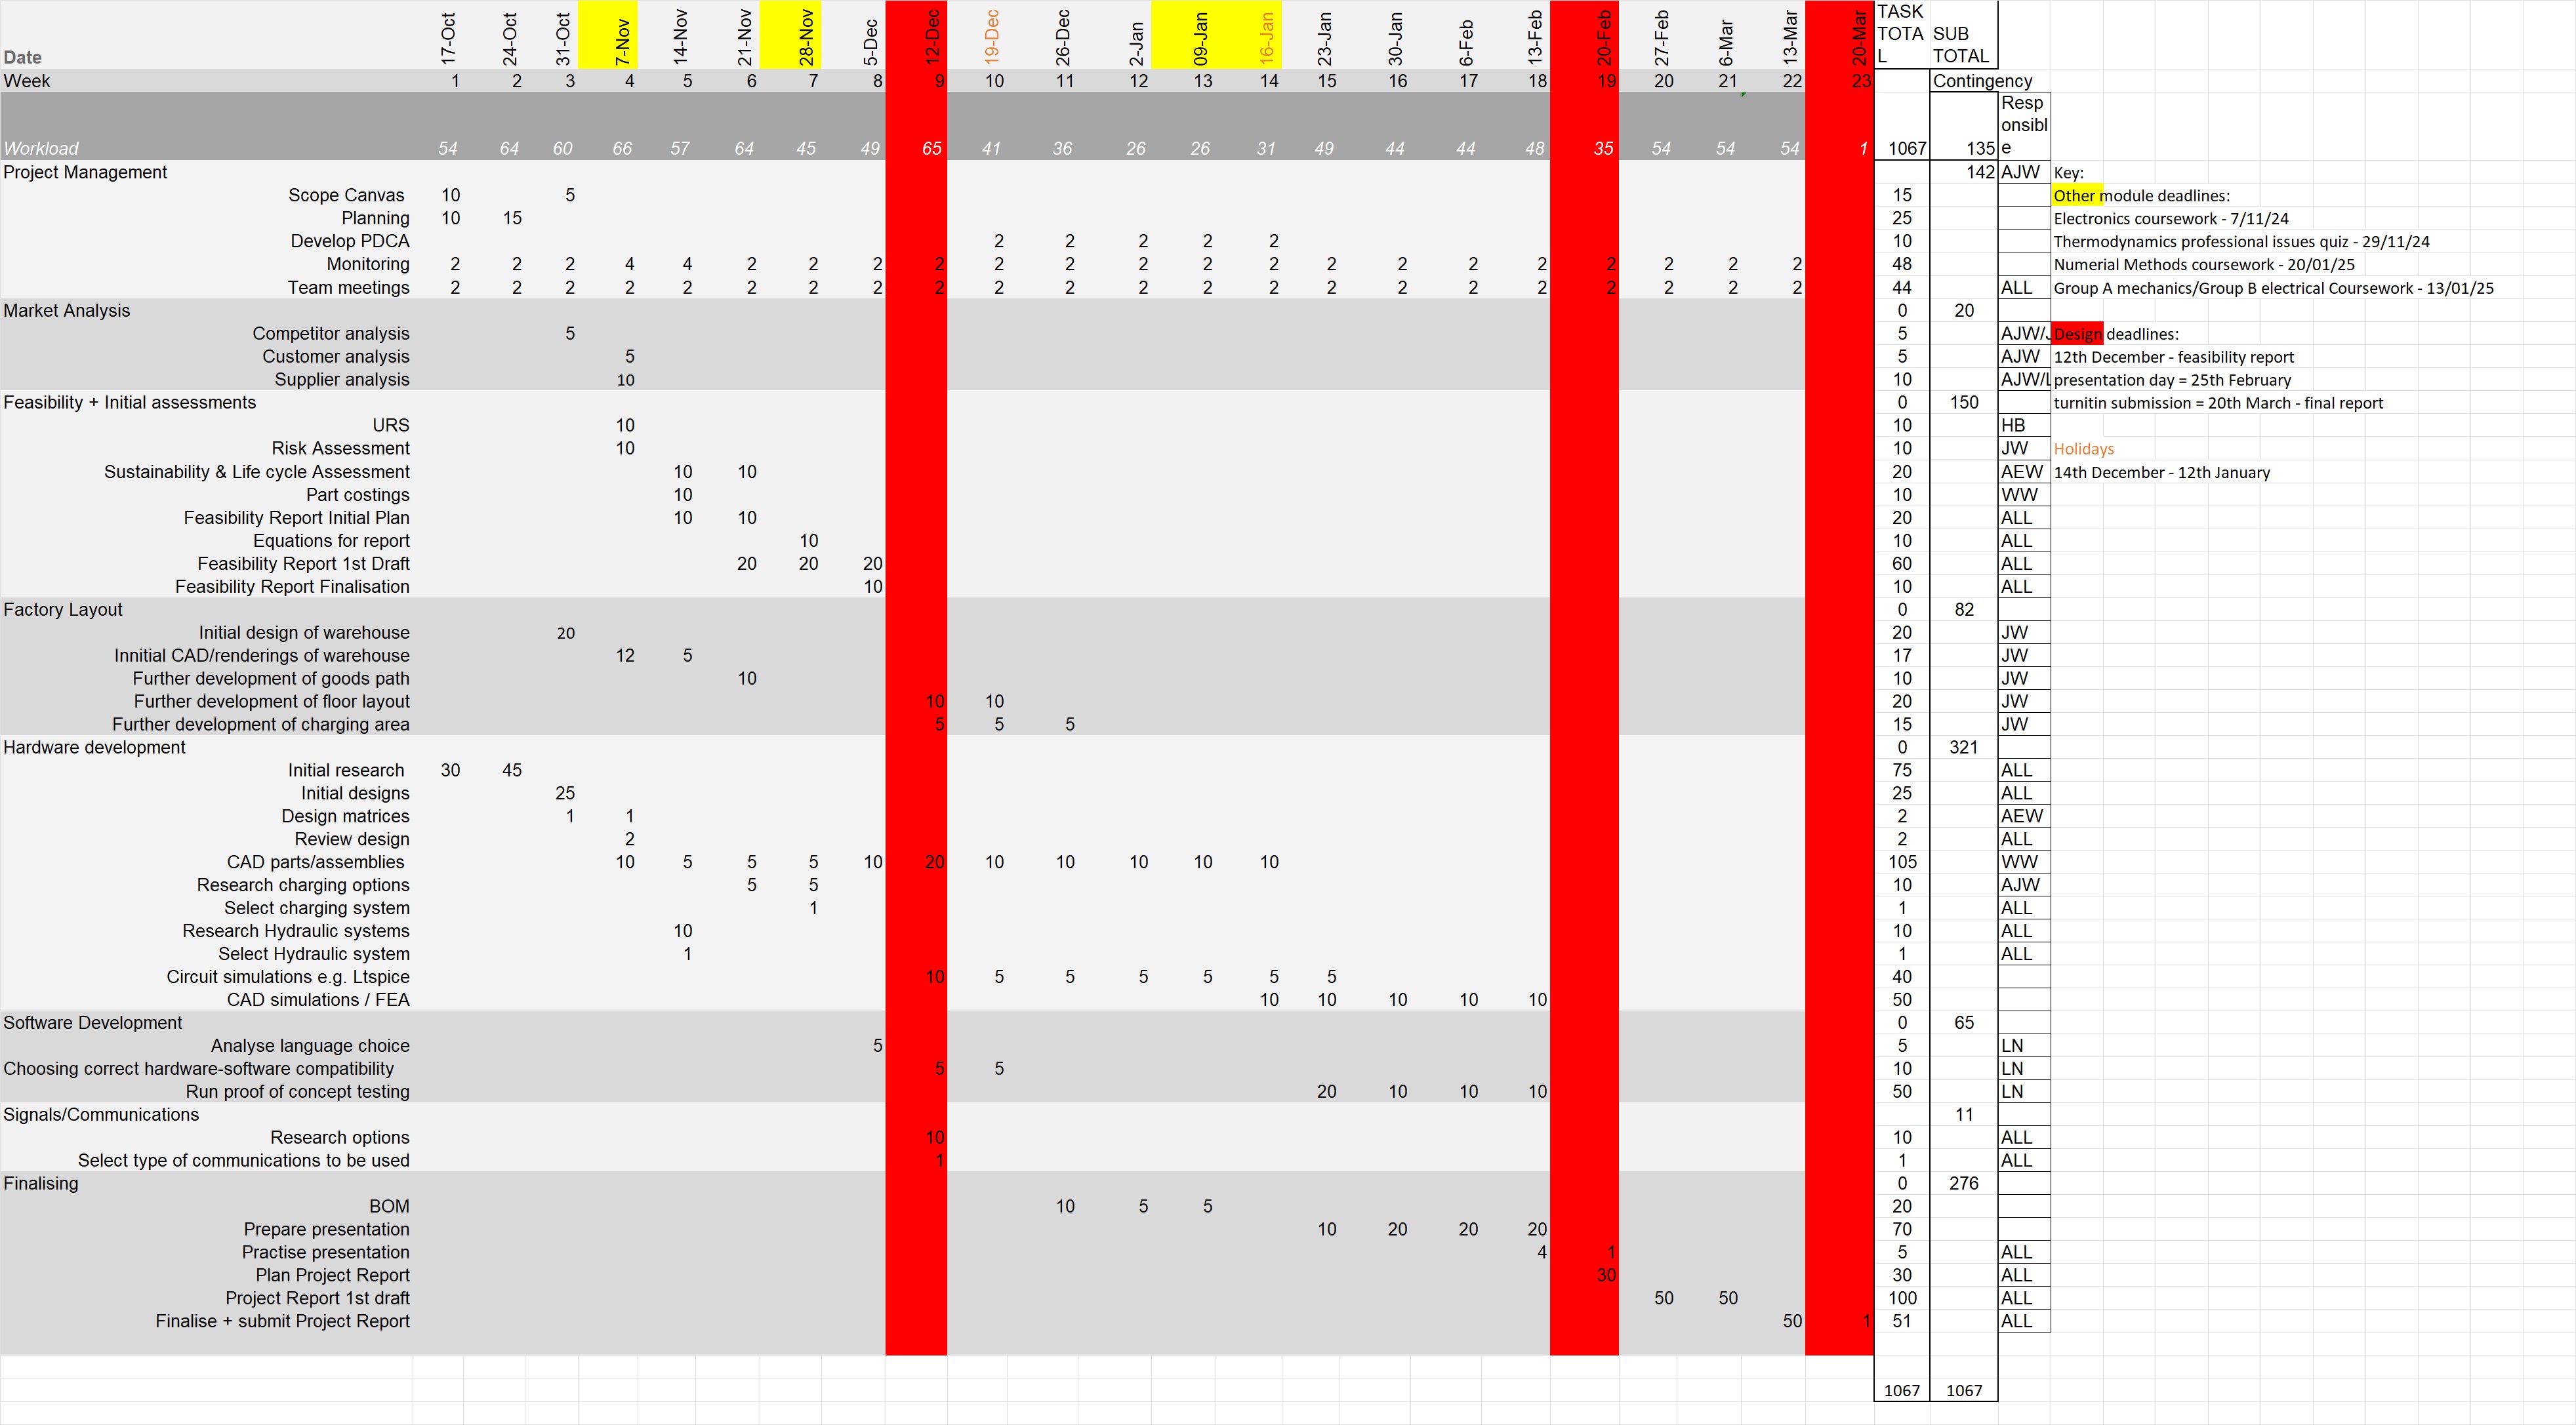 Date 17-Oct 24-Oct 31-Oct 7-Nov 14-Nov 21-Nov 28-Nov 5-Dec 12-Dec 19-Dec 26-Dec 2-Jan 09-Jan 16-Jan 23-Jan 30-Jan 6-Feb 13-Feb 20-Feb 27-Feb 6-Mar 13-Mar 20-Mar TASK TOTAL SUB TOTAL
Week 1 2 3 4 5 6 7 8 9 10 11 12 13 14 15 16 17 18 19 20 21 22 23 Contingency
Workload 54 64 60 66 57 64 45 49 65 41 36 26 26 31 49 44 44 48 35 54 54 54 1 1067 135 Responsible
Project Management 142 AJW Key:
Scope Canvas 10 5 15 Other module deadlines:
Planning 10 15 25 Electronics coursework - 7/11/24
Develop PDCA 2 2 2 2 2 10 Thermodynamics professional issues quiz - 29/11/24
Monitoring 2 2 2 4 4 2 2 2 2 2 2 2 2 2 2 2 2 2 2 2 2 2 48 Numerial Methods coursework - 20/01/25
Team meetings 2 2 2 2 2 2 2 2 2 2 2 2 2 2 2 2 2 2 2 2 2 2 44 ALL Group A mechanics/Group B electrical Coursework - 13/01/25
Market Analysis 0 20
Competitor analysis 5 5 AJW/J Design deadlines:
Customer analysis 5 5 AJW 12th December - feasibility report
Supplier analysis 10 10 AJW/L presentation day = 25th February
Feasibility + Initial assessments 0 150 turnitin submission = 20th March - final report
URS 10 10 HB
Risk Assessment 10 10 JW Holidays
Sustainability & Life cycle Assessment 10 10 20 AEW 14th December - 12th January
Part costings 10 10 WW
Feasibility Report Initial Plan 10 10 20 ALL
Equations for report 10 10 ALL
Feasibility Report 1st Draft 20 20 20 60 ALL
Feasibility Report Finalisation 10 10 ALL
Factory Layout 0 82
Initial design of warehouse 20 20 JW
Innitial CAD/renderings of warehouse 12 5 17 JW
Further development of goods path 10 10 JW
Further development of floor layout 10 10 20 JW
Further development of charging area 5 5 5 15 JW
Hardware development 0 321
Initial research 30 45 75 ALL
Initial designs 25 25 ALL
Design matrices 1 1 2 AEW
Review design 2 2 ALL
CAD parts/assemblies 10 5 5 5 10 20 10 10 10 10 10 105 WW
Research charging options 5 5 10 AJW
Select charging system 1 1 ALL
Research Hydraulic systems 10 10 ALL
Select Hydraulic system 1 1 ALL
Circuit simulations e.g. Ltspice 10 5 5 5 5 5 5 40
CAD simulations / FEA 10 10 10 10 10 50
Software Development 0 65
Analyse language choice 5 5 LN
Choosing correct hardware-software compatibility 5 5 10 LN
Run proof of concept testing 20 10 10 10 50 LN
Signals/Communications 11
Research options 10 10 ALL
Select type of communications to be used 1 1 ALL
Finalising 0 276
BOM 10 5 5 20
Prepare presentation 10 20 20 20 70
Practise presentation 4 1 5 ALL
Plan Project Report 30 30 ALL
Project Report 1st draft 50 50 100 ALL
Finalise + submit Project Report 50 1 51 ALL
1067 1067